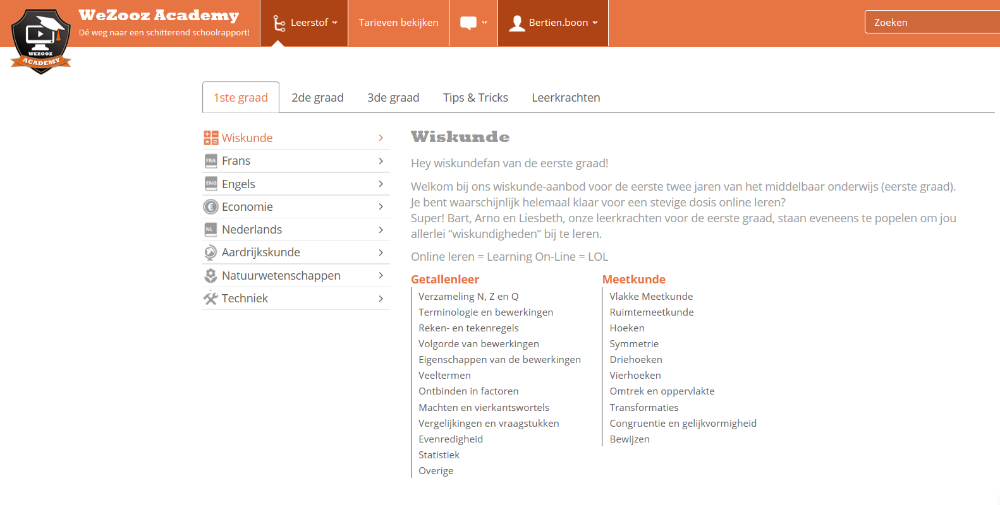 WeZooz Academy
Dé weg naar een schitterend schoolrapport!
WEZOOZ
ACADEMY
Leerstof
Tarieven bekijken
Bertien.boon
Zoeken
1ste graad
2de graad
3de graad
Tips & Tricks
Leerkrachten
Wiskunde
FRA Frans
ENG Engels
€ Economie
NL Nederlands
Aardrijkskunde
Natuurwetenschappen
Techniek
Wiskunde
Hey wiskundefan van de eerste graad!
Welkom bij ons wiskunde-aanbod voor de eerste twee jaren van het middelbaar onderwijs (eerste graad).
Je bent waarschijnlijk helemaal klaar voor een stevige dosis online leren?
Super! Bart, Arno en Liesbeth, onze leerkrachten voor de eerste graad, staan eveneens te popelen om jou
allerlei “wiskundigheden” bij te leren.
Online leren = Learning On-Line = LOL
Getallenleer
Verzameling N, Z en Q
Terminologie en bewerkingen
Reken- en tekenregels
Volgorde van bewerkingen
Eigenschappen van de bewerkingen
Veeltermen
Ontbinden in factoren
Machten en vierkantswortels
Vergelijkingen en vraagstukken
Evenredigheid
Statistiek
Overige
Meetkunde
Vlakke Meetkunde
Ruimtemeetkunde
Hoeken
Symmetrie
Driehoeken
Vierhoeken
Omtrek en oppervlakte
Transformaties
Congruentie en gelijkvormigheid
Bewijzen